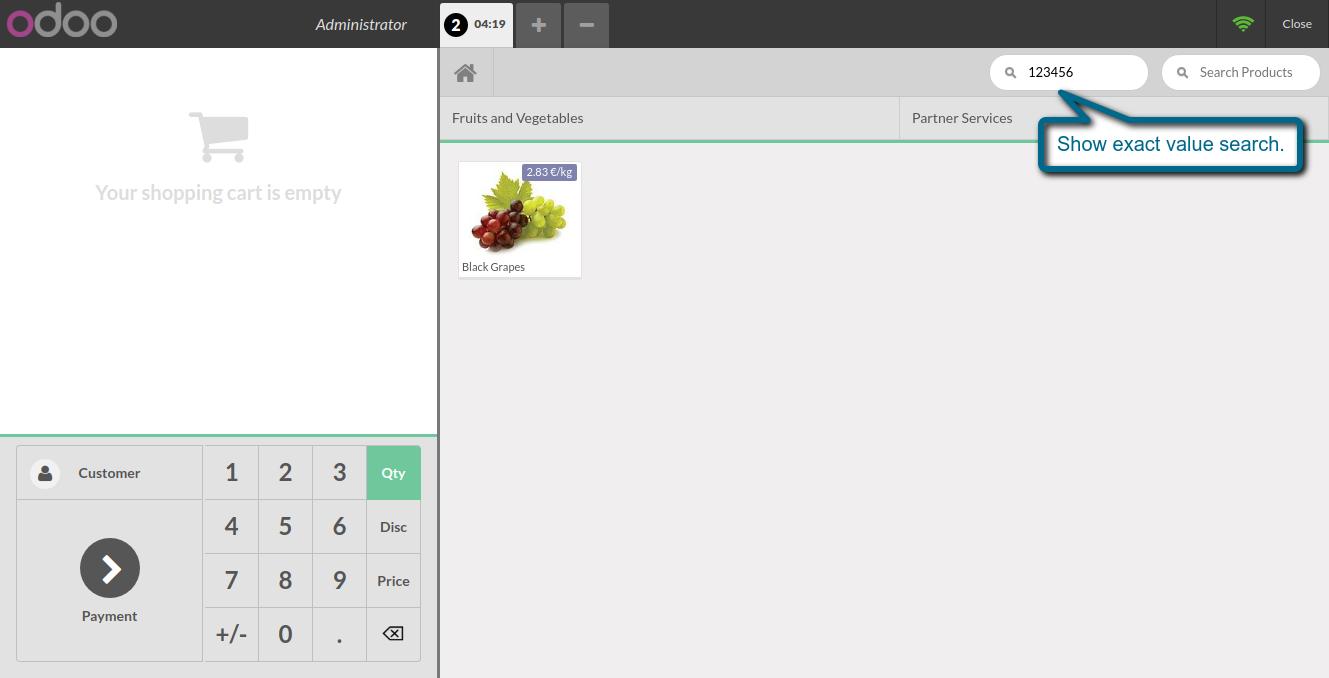 odoo
Administrator
2 04:19
+
−
Close
123456
Search Products
Fruits and Vegetables
Partner Services
Show exact value search.
Your shopping cart is empty
2.83 €/kg
Black Grapes
Customer
1 2 3 Qty
4 5 6 Disc
7 8 9 Price
Payment
+/- 0 .